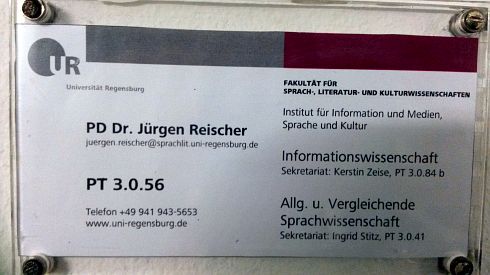 UR
Universität Regensburg
PD Dr. Jürgen Reischer
juergen.reischer@sprachlit.uni-regensburg.de
PT 3.0.56
Telefon +49 941 943-5653
www.uni-regensburg.de
FAKULTÄT FÜR
SPRACH-, LITERATUR- UND KULTURWISSENSCHAFTEN
Institut für Information und Medien,
Sprache und Kultur
Informationswissenschaft
Sekretariat: Kerstin Zeise, PT 3.0.84 b
Allg. u. Vergleichende
Sprachwissenschaft
Sekretariat: Ingrid Stitz, PT 3.0.41